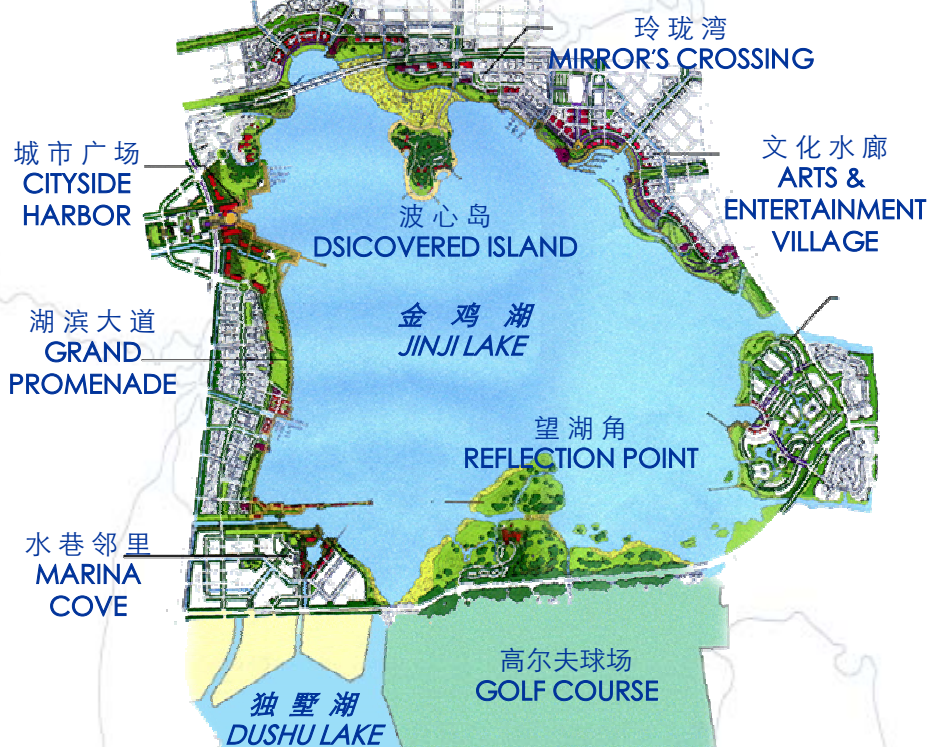 玲珑湾
MIRROR'S CROSSING
城市广场
CITYSIDE
HARBOR
文化水廊
ARTS &
ENTERTAINMENT
VILLAGE
波心岛
DSICOVERED ISLAND
湖滨大道
GRAND
PROMENADE
金鸡湖
JINJI LAKE
望湖角
REFLECTION POINT
水巷邻里
MARINA
COVE
高尔夫球场
GOLF COURSE
独墅湖
DUSHU LAKE